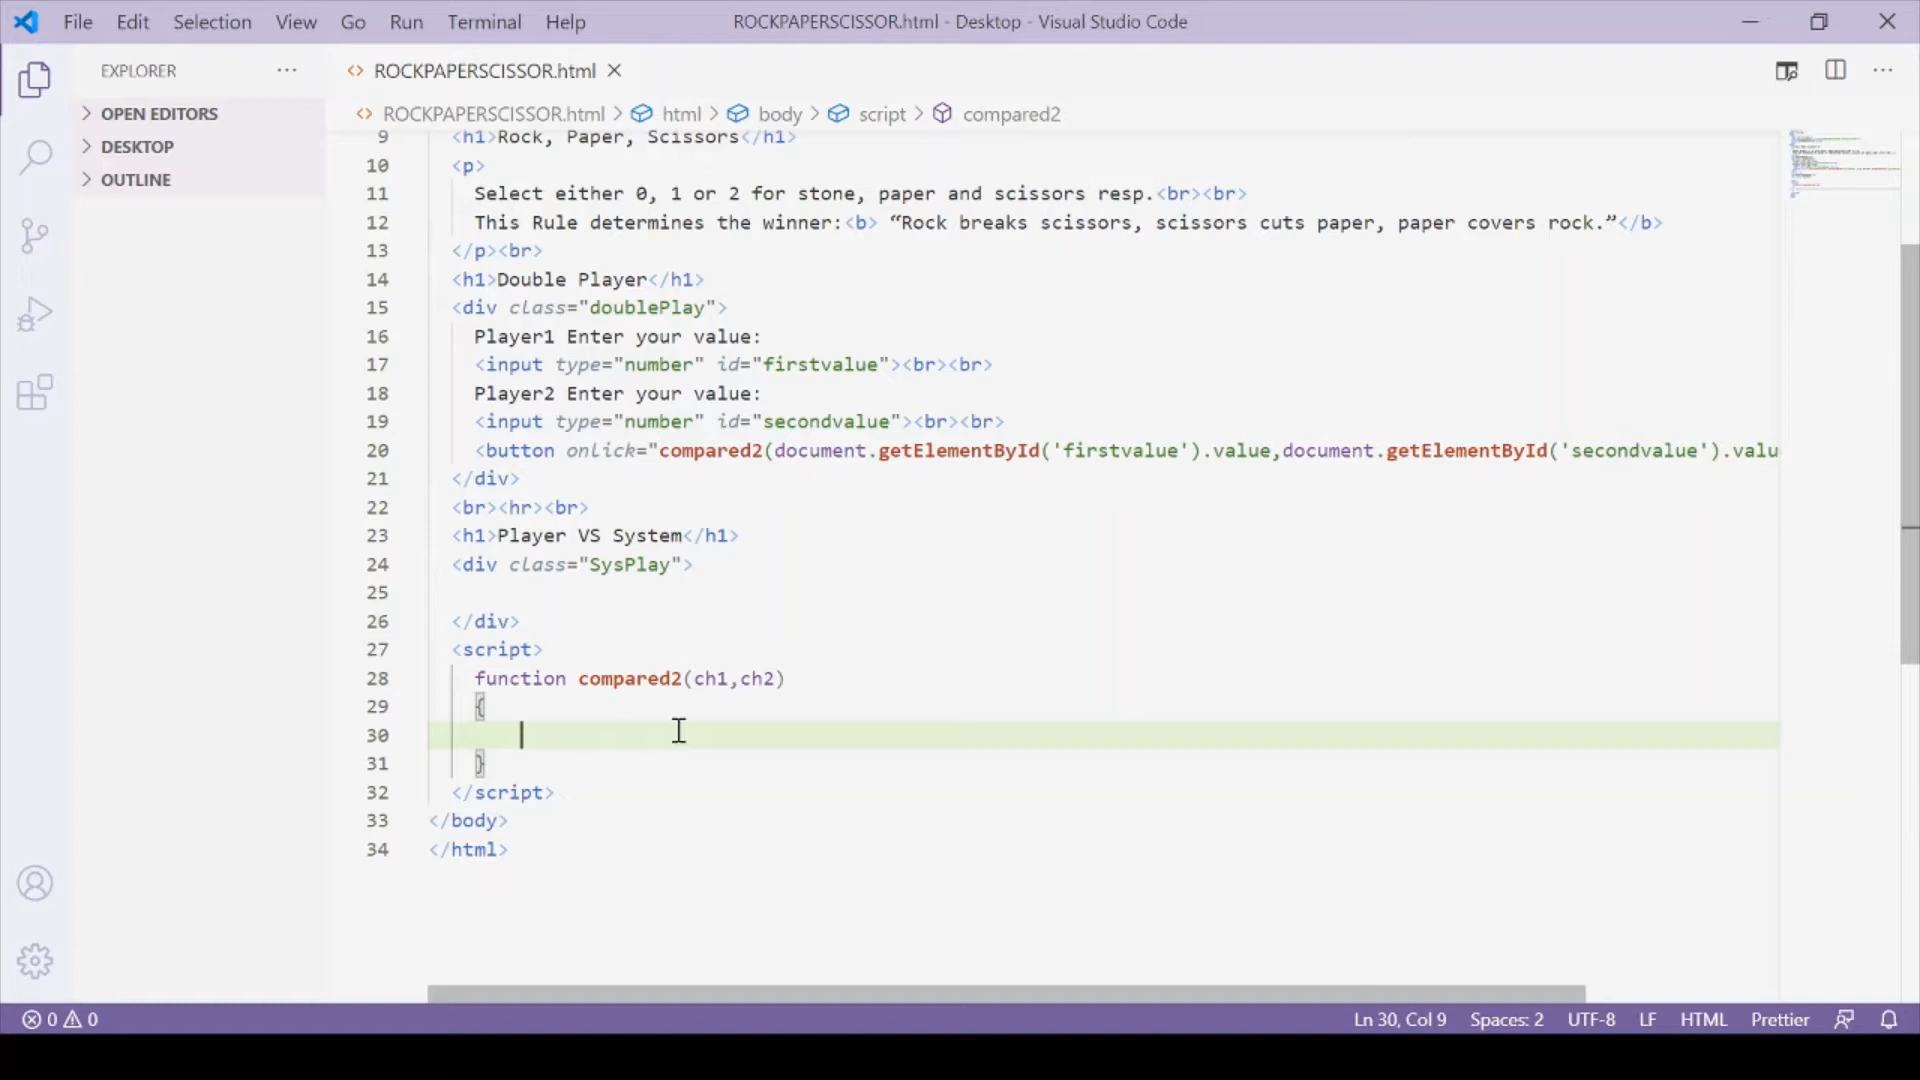 File Edit Selection View Go Run Terminal Help ROCKPAPERSCISSOR.html - Desktop - Visual Studio Code
EXPLORER ··· <> ROCKPAPERSCISSOR.html ×
OPEN EDITORS
DESKTOP
OUTLINE
<> ROCKPAPERSCISSOR.html > html > body > script > compared2
9 <h1>Rock, Paper, Scissors</h1>
10 <p>
11 Select either 0, 1 or 2 for stone, paper and scissors resp.<br><br>
12 This Rule determines the winner:<b> “Rock breaks scissors, scissors cuts paper, paper covers rock.”</b>
13 </p><br>
14 <h1>Double Player</h1>
15 <div class="doublePlay">
16 Player1 Enter your value:
17 <input type="number" id="firstvalue"><br><br>
18 Player2 Enter your value:
19 <input type="number" id="secondvalue"><br><br>
20 <button onlick="compared2(document.getElementById('firstvalue').value,document.getElementById('secondvalue').valu
21 </div>
22 <br><hr><br>
23 <h1>Player VS System</h1>
24 <div class="SysPlay">
25
26 </div>
27 <script>
28 function compared2(ch1,ch2)
29 {
30
31 }
32 </script>
33 </body>
34 </html>
0 0 Ln 30, Col 9 Spaces: 2 UTF-8 LF HTML Prettier